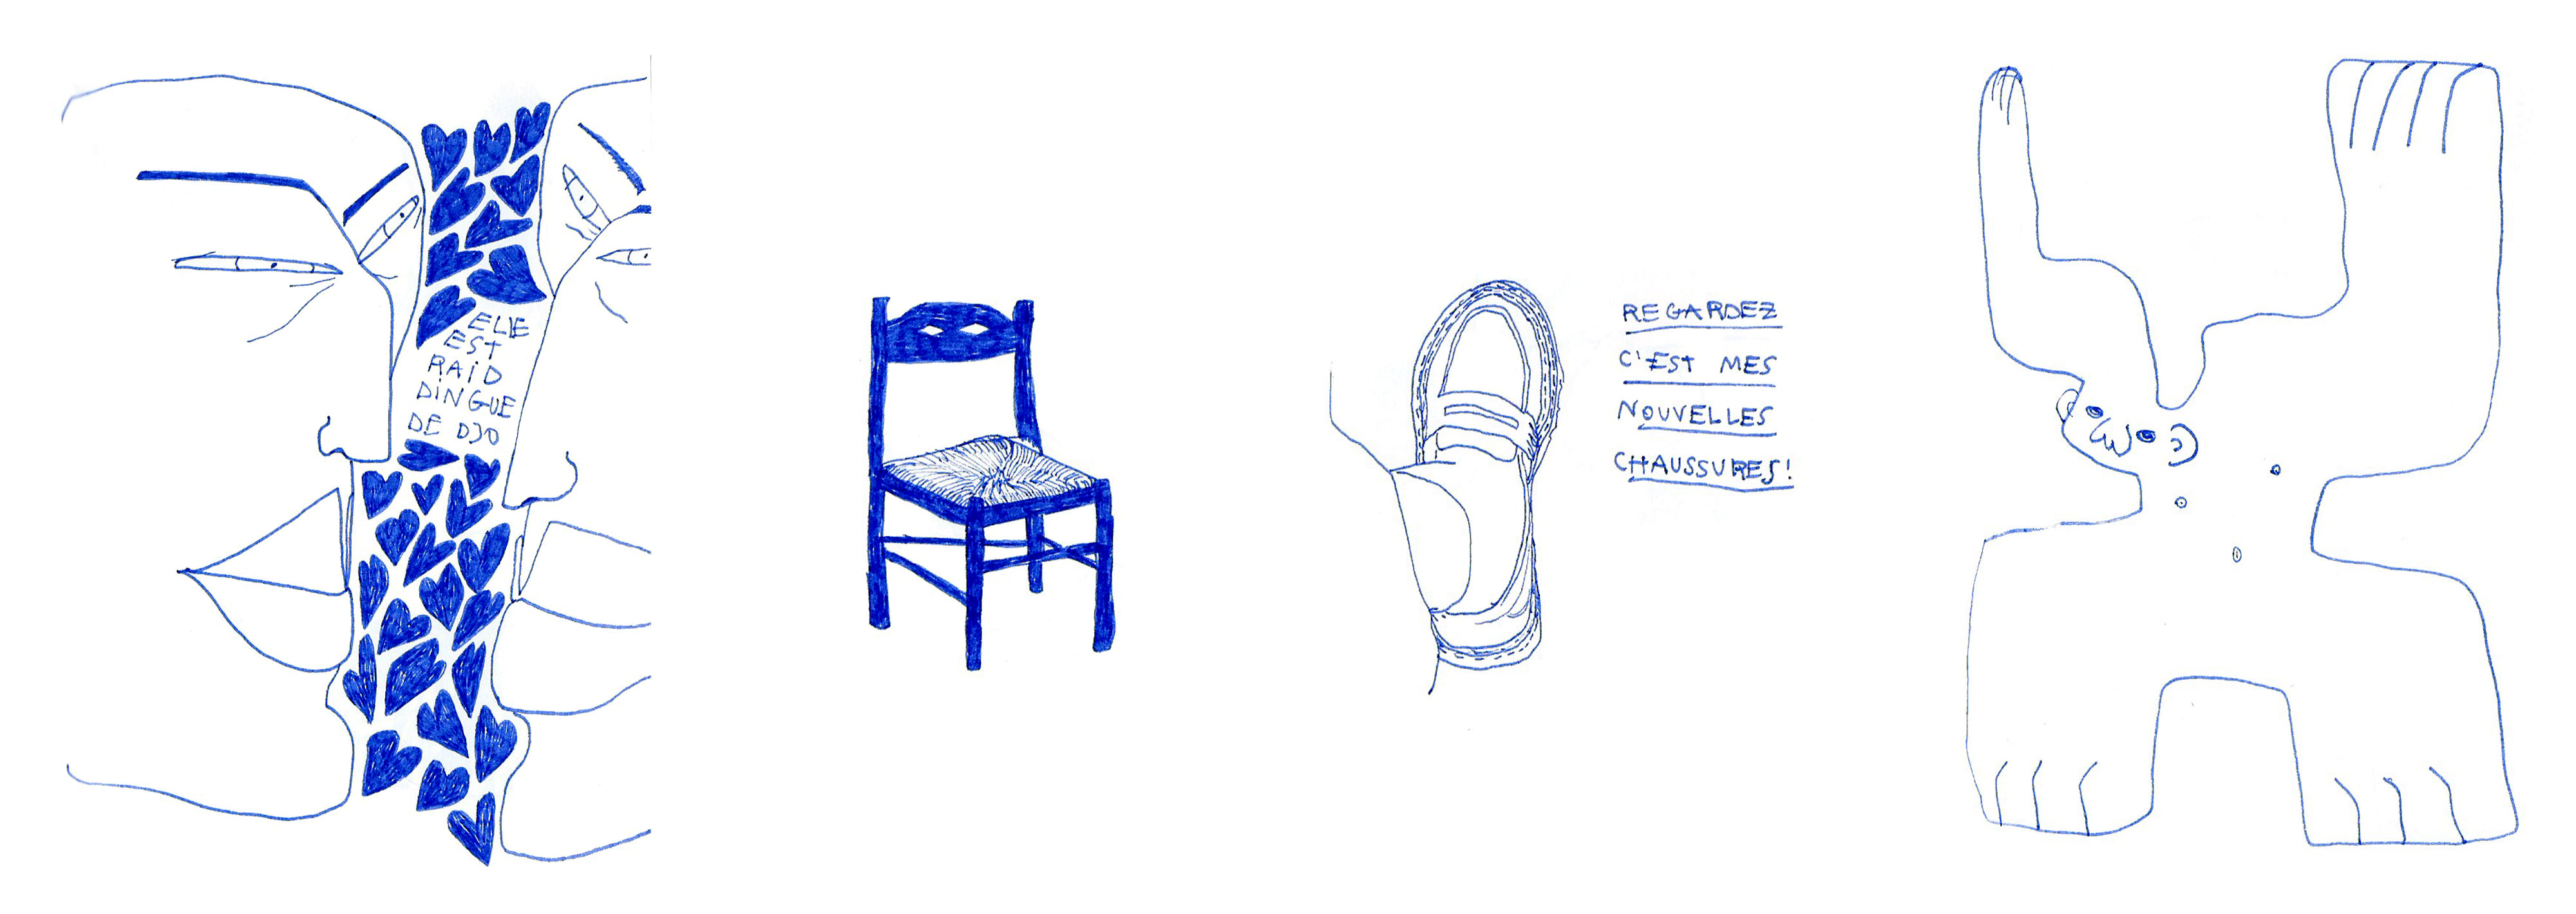 ELLE
EST
RAID
DINGUE
DE DJO
REGARDEZ
C'EST MES
NOUVELLES
CHAUSSURES!